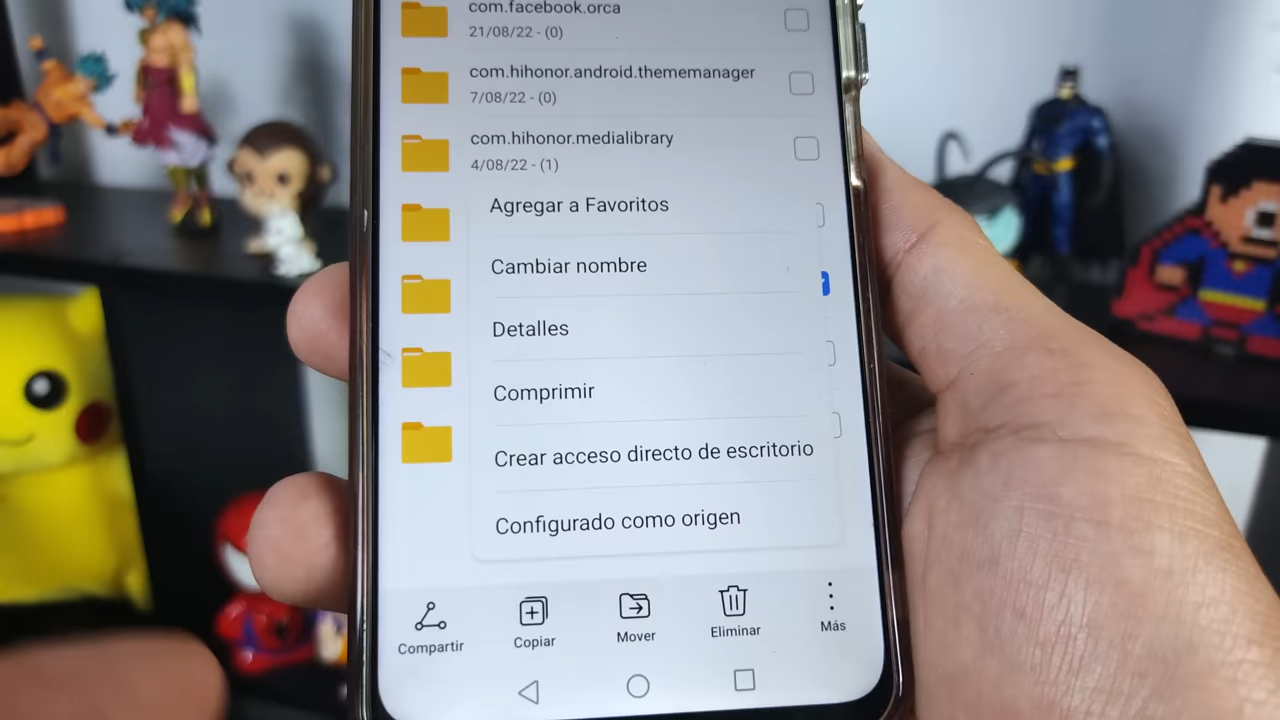 com.facebook.orca
21/08/22 - (0)
com.hihonor.android.thememanager
7/08/22 - (0)
com.hihonor.medialibrary
4/08/22 - (1)
Agregar a Favoritos
Cambiar nombre
Detalles
Comprimir
Crear acceso directo de escritorio
Configurado como origen
Compartir
Copiar
Mover
Eliminar
Más